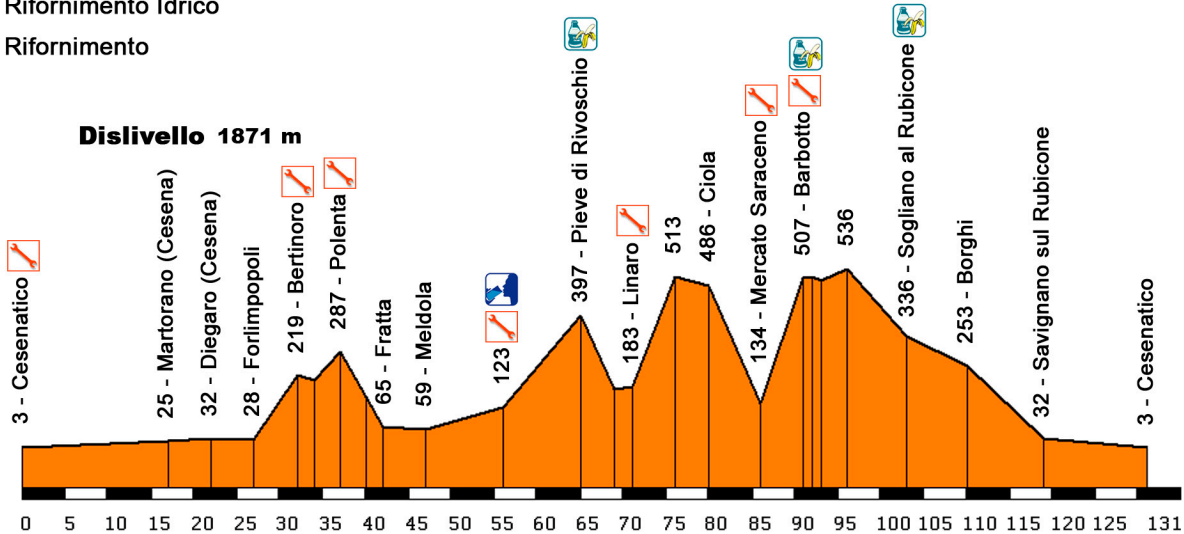 Rifornimento Idrico
Rifornimento
Dislivello 1871 m
3 - Cesenatico
25 - Martorano (Cesena)
32 - Diegaro (Cesena)
28 - Forlimpopoli
219 - Bertinoro
287 - Polenta
65 - Fratta
59 - Meldola
123
397 - Pieve di Rivoschio
183 - Linaro
513
486 - Ciola
134 - Mercato Saraceno
507 - Barbotto
536
336 - Sogliano al Rubicone
253 - Borghi
32 - Savignano sul Rubicone
3 - Cesenatico
0 5 10 15 20 25 30 35 40 45 50 55 60 65 70 75 80 85 90 95 100 105 110 115 120 125 131